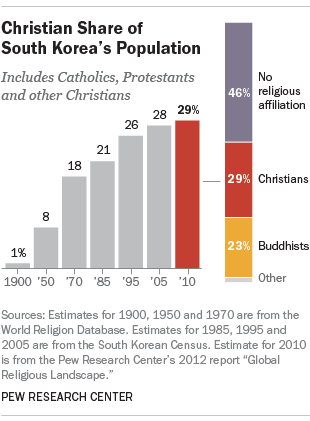 Christian Share of
South Korea's Population
Includes Catholics, Protestants
and other Christians
1%
8
18
21
26
28
29%
1900 '50 '70 '85 '95 '05 '10
46%
No
religious
affiliation
29%
Christians
23%
Buddhists
Other
Sources: Estimates for 1900, 1950 and 1970 are from the
World Religion Database. Estimates for 1985, 1995 and
2005 are from the South Korean Census. Estimate for 2010
is from the Pew Research Center's 2012 report “Global
Religious Landscape.”
PEW RESEARCH CENTER